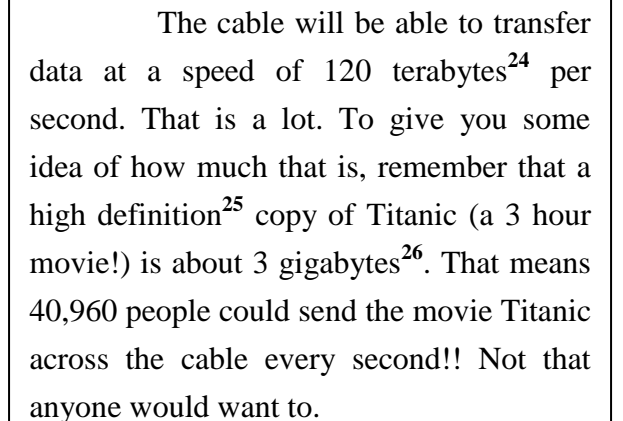 The cable will be able to transfer
data at a speed of 120 terabytes24 per
second. That is a lot. To give you some
idea of how much that is, remember that a
high definition25 copy of Titanic (a 3 hour
movie!) is about 3 gigabytes26. That means
40,960 people could send the movie Titanic
across the cable every second!! Not that
anyone would want to.